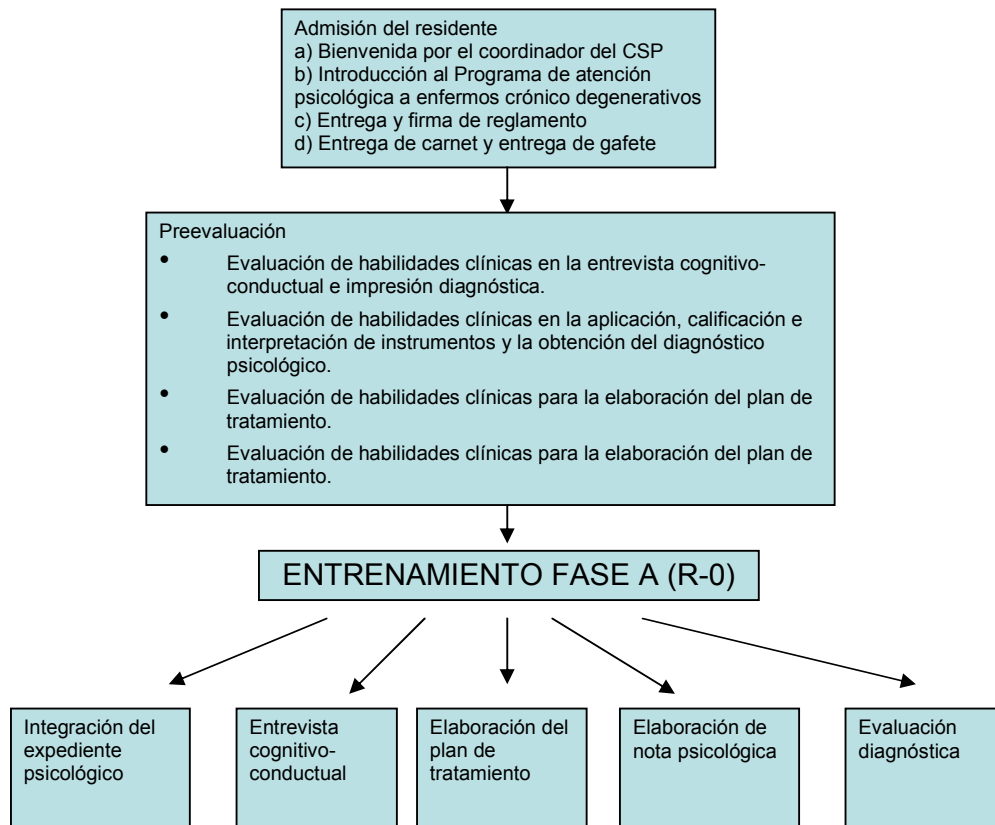 Admisión del residente
a) Bienvenida por el coordinador del CSP
b) Introducción al Programa de atención
psicológica a enfermos crónico degenerativos
c) Entrega y firma de reglamento
d) Entrega de carnet y entrega de gafete
Preevaluación
• Evaluación de habilidades clínicas en la entrevista cognitivo-
conductual e impresión diagnóstica.
• Evaluación de habilidades clínicas en la aplicación, calificación e
interpretación de instrumentos y la obtención del diagnóstico
psicológico.
• Evaluación de habilidades clínicas para la elaboración del plan de
tratamiento.
• Evaluación de habilidades clínicas para la elaboración del plan de
tratamiento.
ENTRENAMIENTO FASE A (R-0)
Integración del
expediente
psicológico
Entrevista
cognitivo-
conductual
Elaboración del
plan de
tratamiento
Elaboración de
nota psicológica
Evaluación
diagnóstica